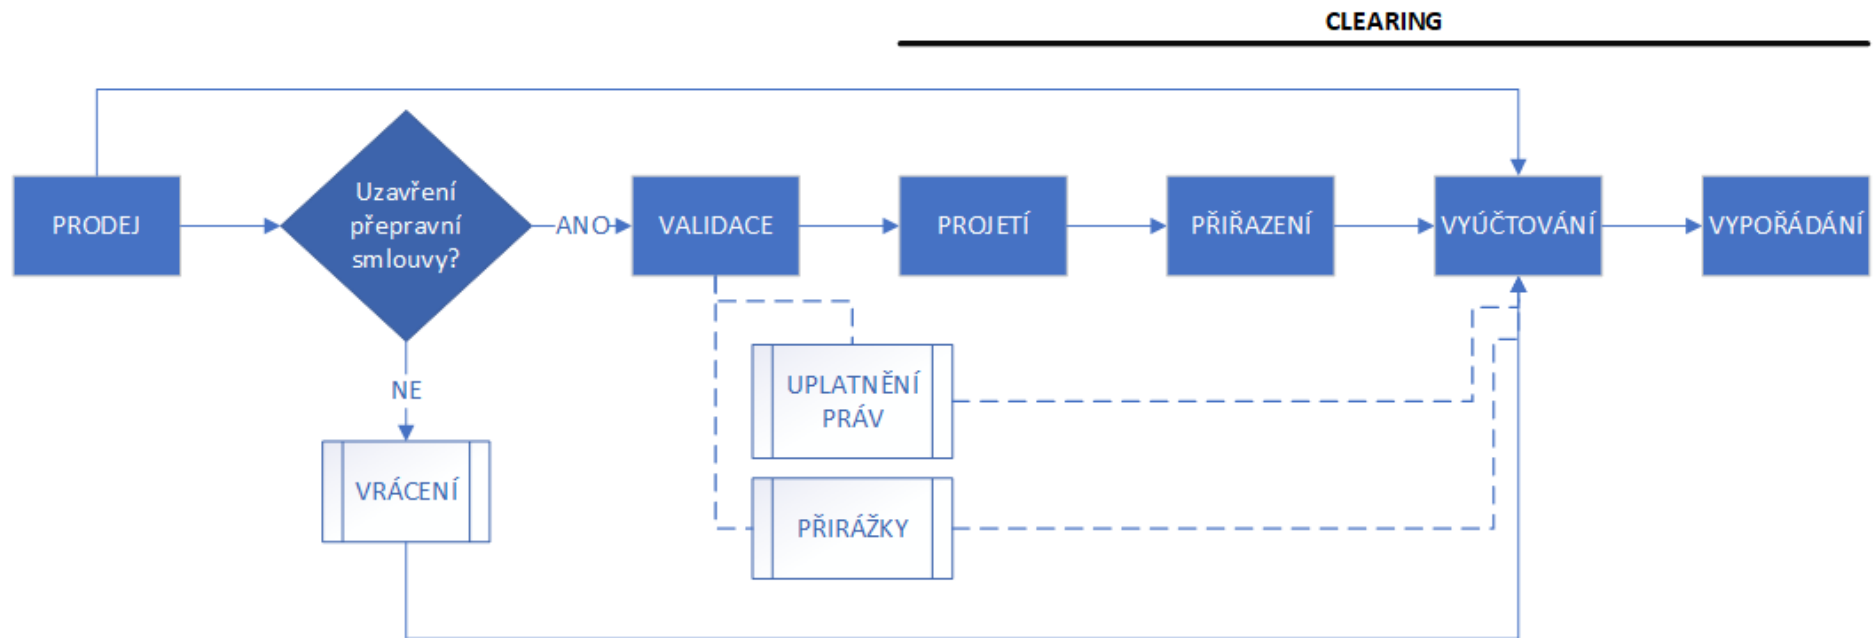 CLEARING
PRODEJ
Uzavření
přepravní
smlouvy?
ANO
VALIDACE
PROJETÍ
PŘIŘAZENÍ
VYÚČTOVÁNÍ
VYPOŘÁDÁNÍ
NE
UPLATNĚNÍ
PRÁV
VRÁCENÍ
PŘIRÁŽKY